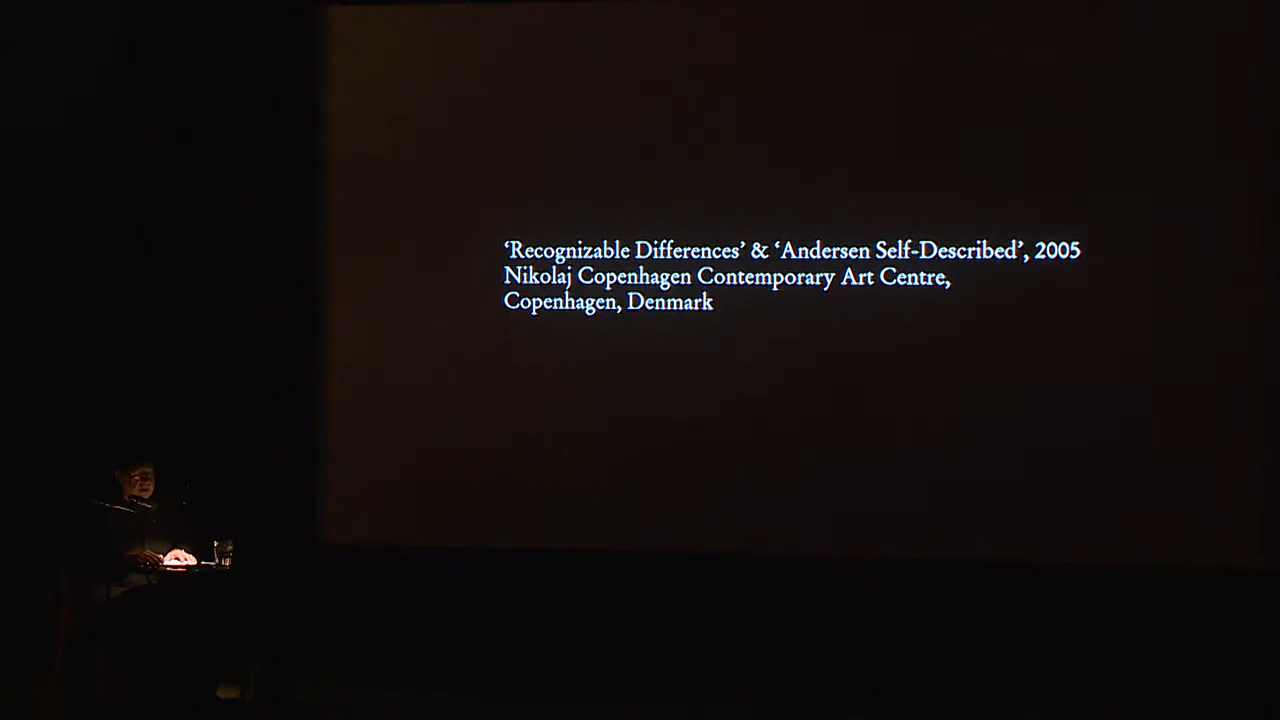 ‘Recognizable Differences’ & ‘Andersen Self-Described’, 2005
Nikolaj Copenhagen Contemporary Art Centre,
Copenhagen, Denmark